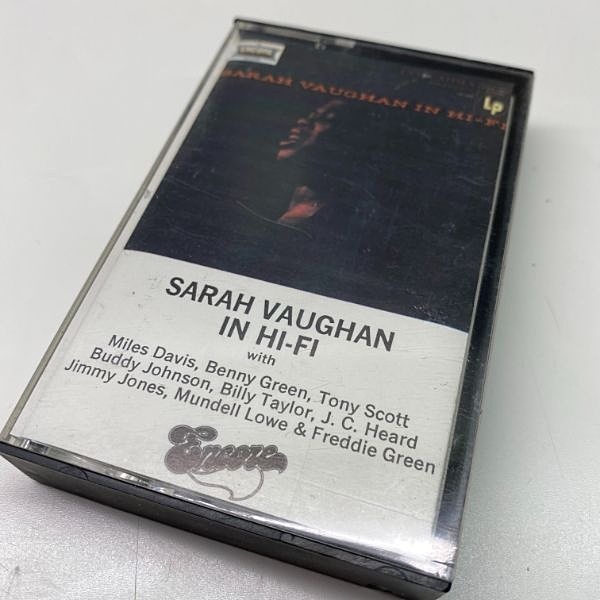 SARAH VAUGHAN IN HI-FI
Lp
SARAH VAUGHAN
IN HI-FI
with
Miles Davis, Benny Green, Tony Scott
Buddy Johnson, Billy Taylor, J. C. Heard
Jimmy Jones, Mundell Lowe & Freddie Green
Encore